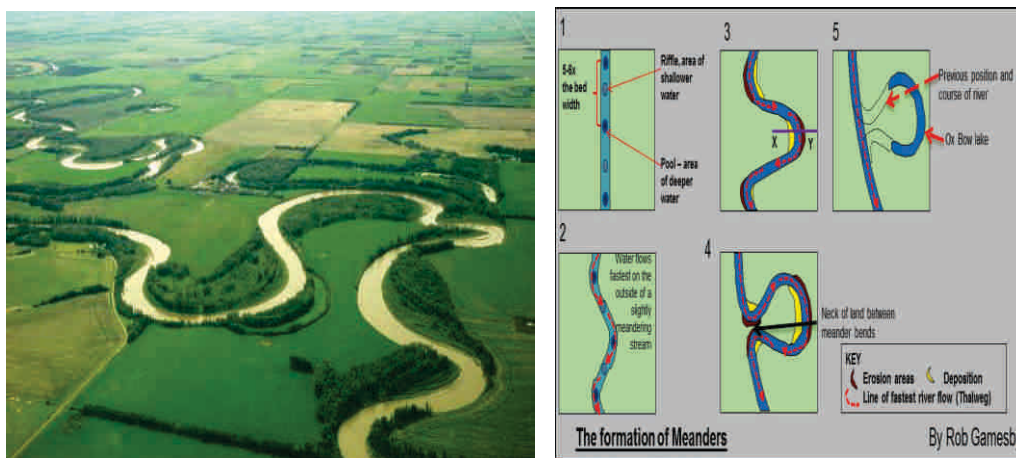 1
5-6x
the bed
width
Riffle, area of
shallower
water
Pool – area
of deeper
water
2
Water flows
fastest on the
outside of a
slightly
meandering
stream
3
X Y
4
Neck of land between
meander bends
5
Previous position and
course of river
Ox Bow lake
KEY
Erosion areas Deposition
Line of fastest river flow (Thalweg)
The formation of Meanders
By Rob Gamesb